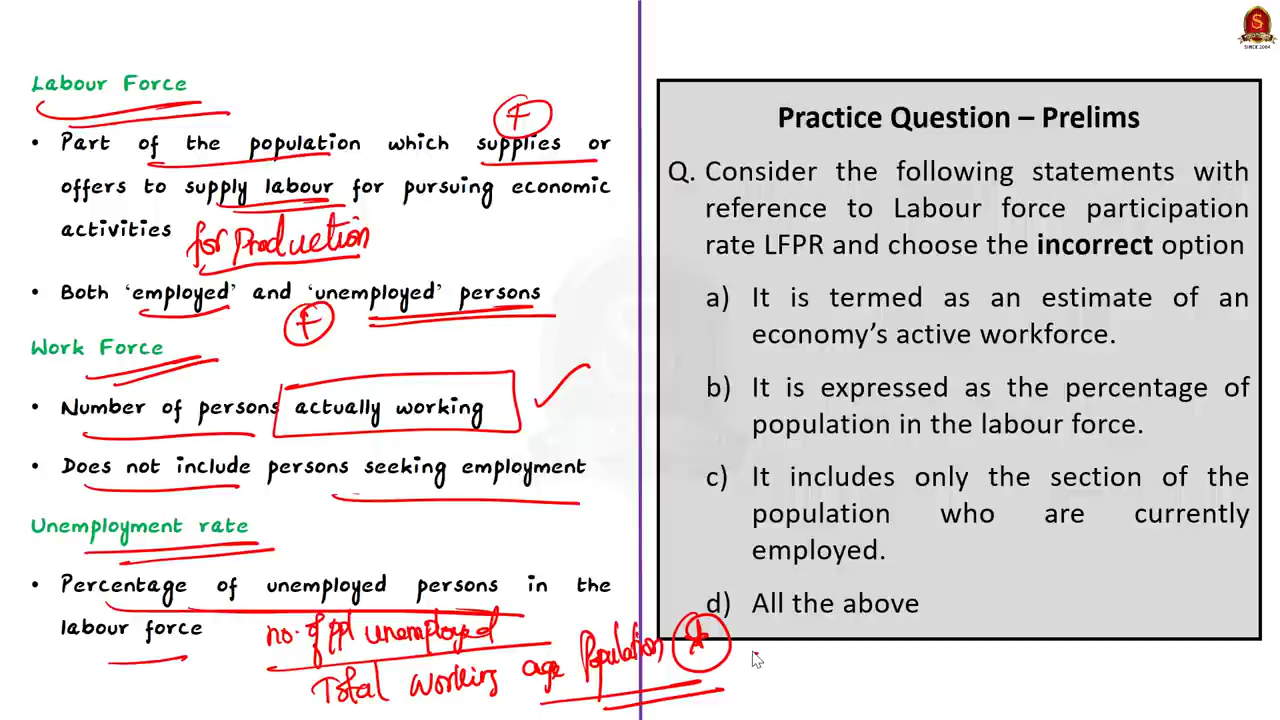 Labour Force
F
• Part of the population which supplies or
offers to supply labour for pursuing economic
activities for Production
• Both ‘employed’ and ‘unemployed’ persons
F
Work Force
• Number of persons actually working
• Does not include persons seeking employment
Unemployment rate
• Percentage of unemployed persons in the
labour force
no. of ppl unemployed
Total working age Population
S
SINCE 2004
Practice Question – Prelims
Q. Consider the following statements with
reference to Labour force participation
rate LFPR and choose the incorrect option
a) It is termed as an estimate of an
economy’s active workforce.
b) It is expressed as the percentage of
population in the labour force.
c) It includes only the section of the
population who are currently
employed.
d) All the above